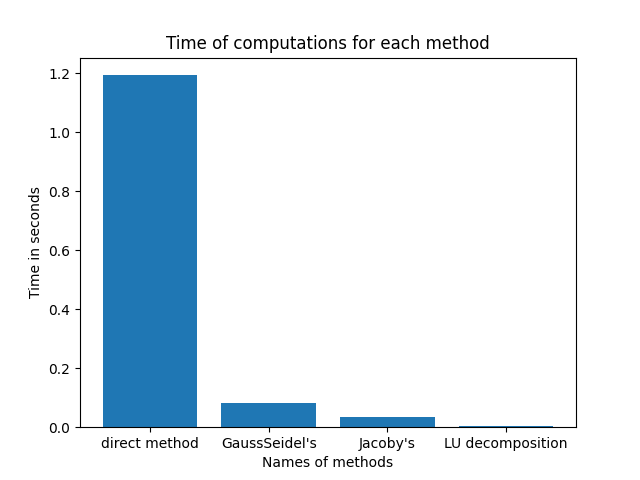 Time of computations for each method
Time in seconds
1.2
1.0
0.8
0.6
0.4
0.2
0.0
direct method
GaussSeidel's
Jacoby's
LU decomposition
Names of methods